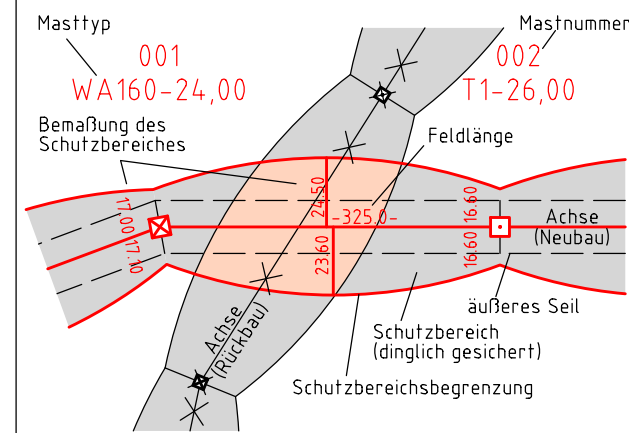 Masttyp
Mastnummer
001
002
WA160-24,00
T1-26,00
Bemaßung des
Schutzbereiches
Feldlänge
17.00
17.10
24.50
-325.0-
23.60
16.60
16.60
Achse
(Neubau)
äußeres Seil
Achse
(Rückbau)
Schutzbereich
(dinglich gesichert)
Schutzbereichsbegrenzung